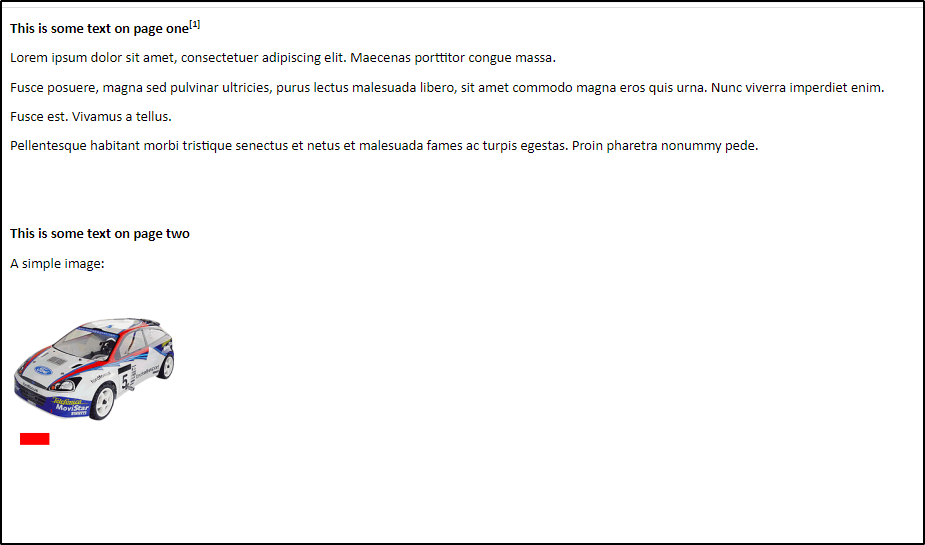 This is some text on page one[1]
Lorem ipsum dolor sit amet, consectetuer adipiscing elit. Maecenas porttitor congue massa.
Fusce posuere, magna sed pulvinar ultricies, purus lectus malesuada libero, sit amet commodo magna eros quis urna. Nunc viverra imperdiet enim.
Fusce est. Vivamus a tellus.
Pellentesque habitant morbi tristique senectus et netus et malesuada fames ac turpis egestas. Proin pharetra nonummy pede.
This is some text on page two
A simple image:
Ford
5
Telefonica
MoviStar